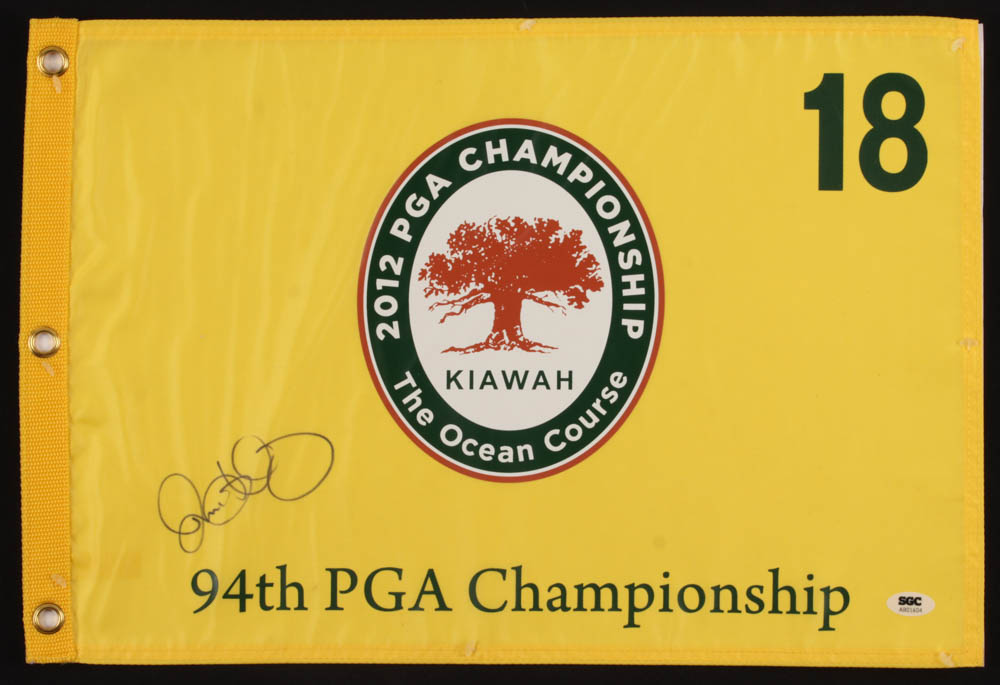 18
2012 PGA CHAMPIONSHIP
KIAWAH
The Ocean Course
94th PGA Championship
SGC